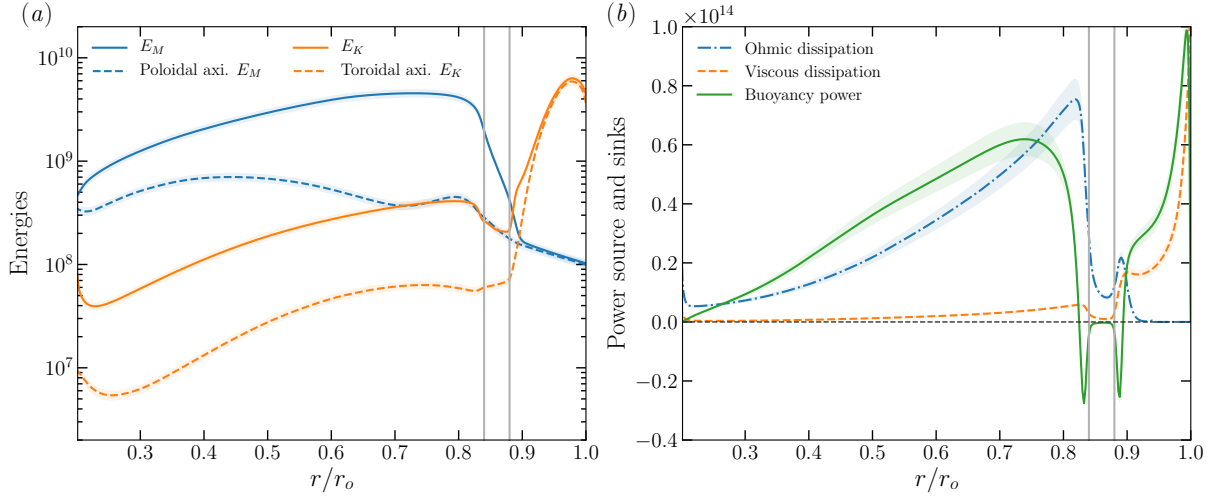 (a)
E_M
E_K
Poloidal axi. E_M
Toroidal axi. E_K
Energies
10^10
10^9
10^8
10^7
0.3 0.4 0.5 0.6 0.7 0.8 0.9 1.0
r/r_o
(b)
×10^14
Ohmic dissipation
Viscous dissipation
Buoyancy power
Power source and sinks
1.0
0.8
0.6
0.4
0.2
0.0
−0.2
−0.4
0.3 0.4 0.5 0.6 0.7 0.8 0.9 1.0
r/r_o